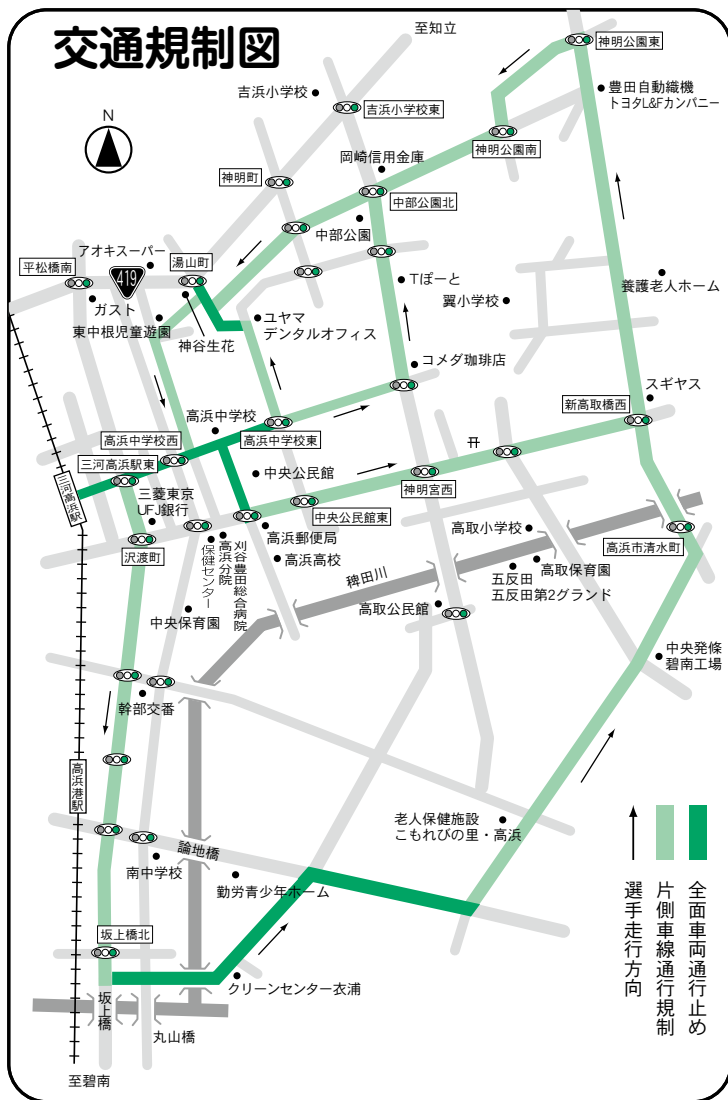 交通規制図
至知立
神明公園東
豊田自動織機
トヨタL&Fカンパニー
吉浜小学校
吉浜小学校東
N
岡崎信用金庫
神明公園南
神明町
中部公園北
中部公園
アオキスーパー
湯山町
平松橋南
419
Tぽーと
養護老人ホーム
翼小学校
ガスト
東中根児童遊園
神谷生花
ユヤマ
デンタルオフィス
コメダ珈琲店
スギヤス
新高取橋西
高浜中学校
高浜中学校西
高浜中学校東
三河高浜駅東
三河高浜駅
中央公民館
神明宮西
三菱東京
UFJ銀行
中央公民館東
高浜郵便局
高取小学校
高浜市清水町
沢渡町
高浜高校
刈谷豊田総合病院
高浜分院
保健センター
稗田川
高取保育園
五反田
五反田第2グランド
高取公民館
中央保育園
中央発條
碧南工場
幹部交番
高浜港駅
老人保健施設
こもれびの里・高浜
論地橋
南中学校
勤労青少年ホーム
坂上橋北
クリーンセンター衣浦
坂上橋
丸山橋
至碧南
全面車両通行止め
片側車線通行規制
選手走行方向